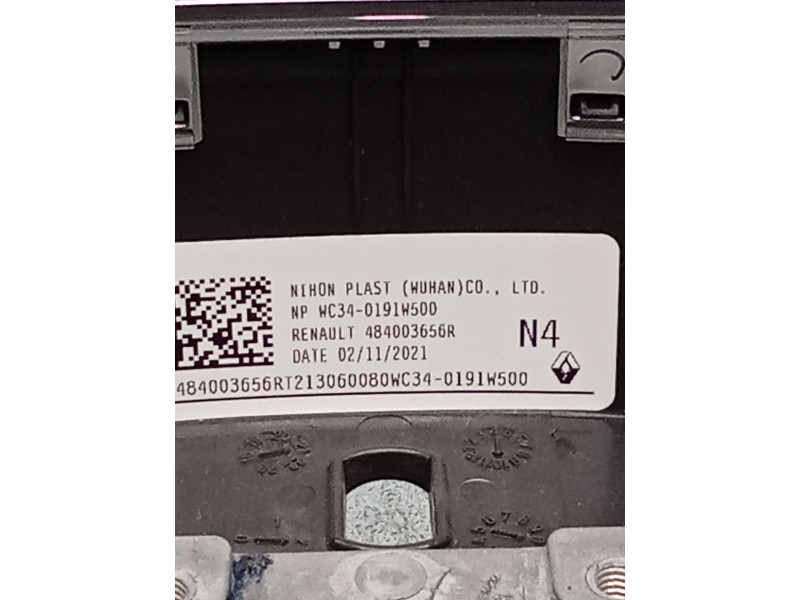 NIHON PLAST (WUHAN)CO., LTD.
NP WC34-0191W500
RENAULT 484003656R
DATE 02/11/2021
N4
484003656RT213060080WC34-0191W500